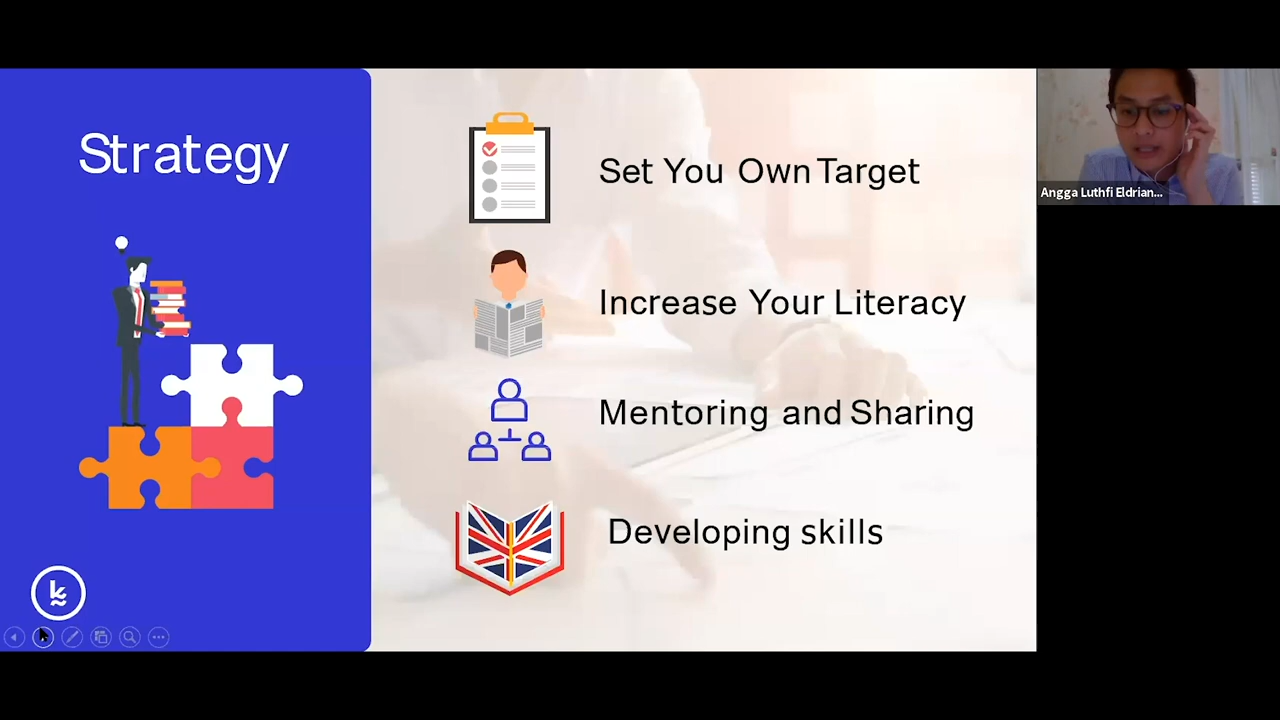 Strategy
Set You Own Target
Increase Your Literacy
Mentoring and Sharing
Developing skills
Angga Luthfi Eldrian...